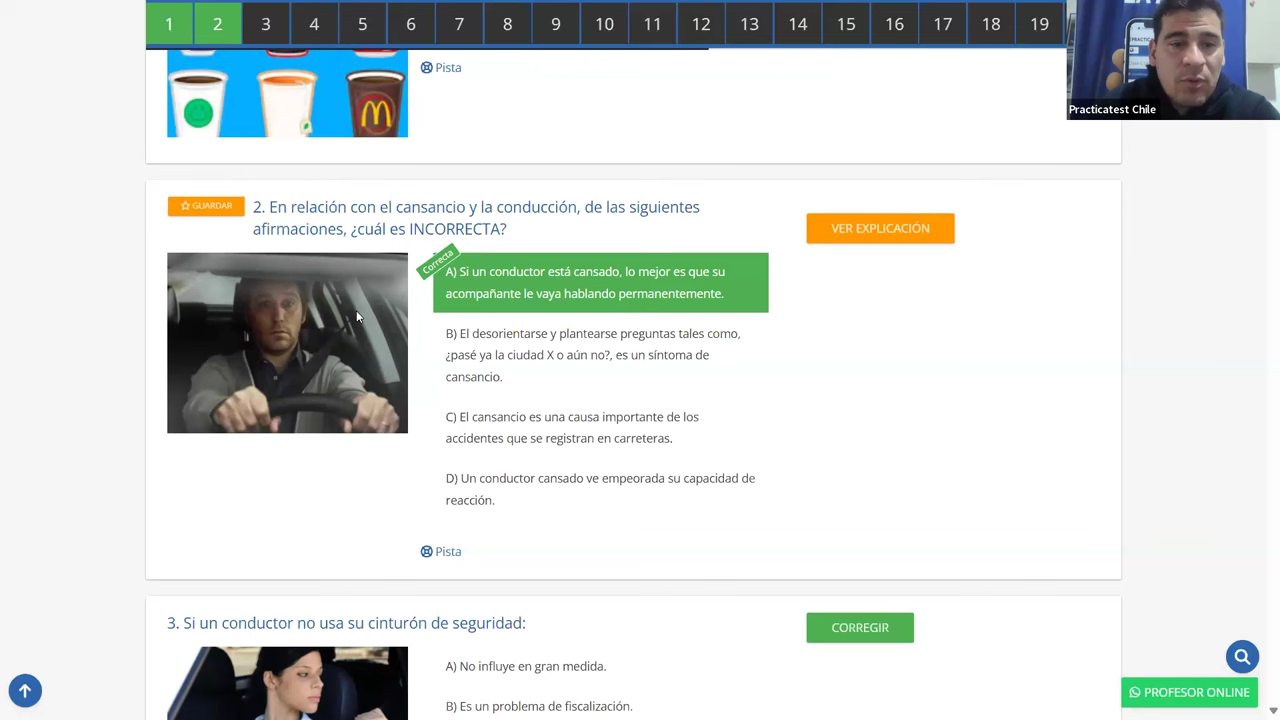 1 2 3 4 5 6 7 8 9 10 11 12 13 14 15 16 17 18 19
Practicatest Chile
Pista
GUARDAR
2. En relación con el cansancio y la conducción, de las siguientes
afirmaciones, ¿cuál es INCORRECTA?
VER EXPLICACIÓN
Correcta
A) Si un conductor está cansado, lo mejor es que su
acompañante le vaya hablando permanentemente.
B) El desorientarse y plantearse preguntas tales como,
¿pasé ya la ciudad X o aún no?, es un síntoma de
cansancio.
C) El cansancio es una causa importante de los
accidentes que se registran en carreteras.
D) Un conductor cansado ve empeorada su capacidad de
reacción.
Pista
3. Si un conductor no usa su cinturón de seguridad:
CORREGIR
A) No influye en gran medida.
B) Es un problema de fiscalización.
PROFESOR ONLINE